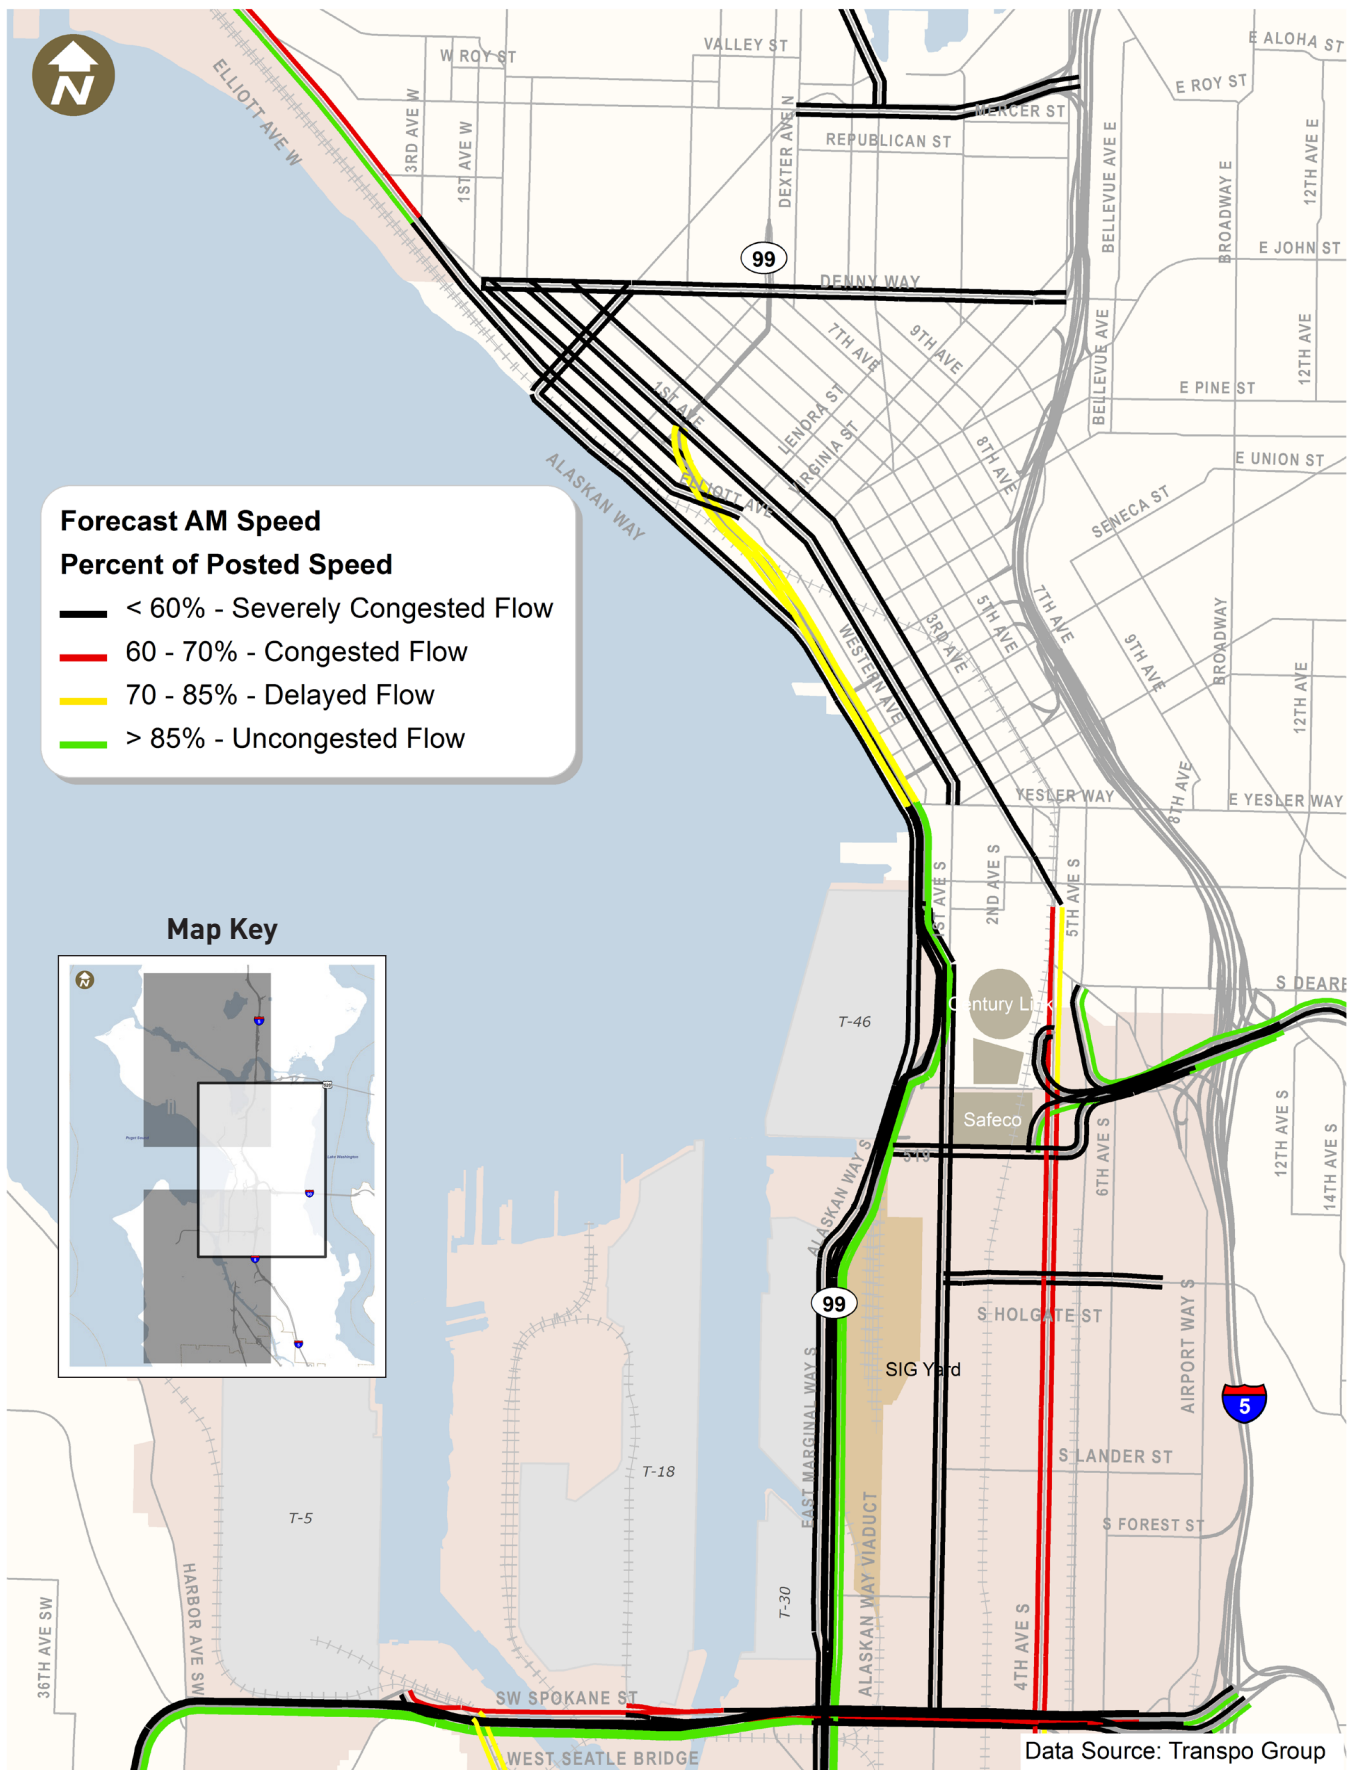 N
W ROY ST
VALLEY ST
E ALOHA ST
E ROY ST
ELLIOTT AVE W
3RD AVE W
1ST AVE W
DEXTER AVE N
MERCER ST
REPUBLICAN ST
BELLEVUE AVE E
BROADWAY E
12TH AVE E
E JOHN ST
99
DENNY WAY
7TH AVE
9TH AVE
BELLEVUE AVE
12TH AVE
E PINE ST
1ST AVE
LENORA ST
VIRGINIA ST
8TH AVE
E UNION ST
ALASKAN WAY
ELLIOTT AVE
SENECA ST
Forecast AM Speed
Percent of Posted Speed
< 60% - Severely Congested Flow
60 - 70% - Congested Flow
70 - 85% - Delayed Flow
> 85% - Uncongested Flow
WESTERN AVE
3RD AVE
5TH AVE
7TH AVE
9TH AVE
BROADWAY
12TH AVE
YESLER WAY
8TH AVE
E YESLER WAY
1ST AVE S
2ND AVE S
5TH AVE S
Map Key
S DEARB
Century Link
T-46
Safeco
519
6TH AVE S
12TH AVE S
14TH AVE S
ALASKAN WAY S
99
S HOLGATE ST
AIRPORT WAY S
SIG Yard
5
EAST MARGINAL WAY S
S LANDER ST
T-18
T-5
S FOREST ST
ALASKAN WAY VIADUCT
T-30
HARBOR AVE SW
36TH AVE SW
4TH AVE S
SW SPOKANE ST
WEST SEATLE BRIDGE
Data Source: Transpo Group